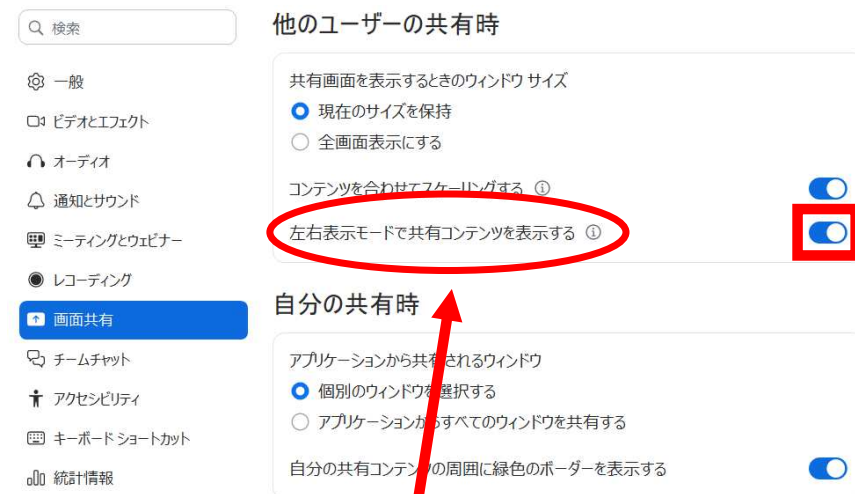 検索
一般
ビデオとエフェクト
オーディオ
通知とサウンド
ミーティングとウェビナー
レコーディング
画面共有
チームチャット
アクセシビリティ
キーボード ショートカット
統計情報
他のユーザーの共有時
共有画面を表示するときのウィンドウ サイズ
現在のサイズを保持
全画面表示にする
コンテンツを合わせてスケーリングする
左右表示モードで共有コンテンツを表示する
自分の共有時
アプリケーションから共有されるウィンドウ
個別のウィンドウを選択する
アプリケーションからすべてのウィンドウを共有する
自分の共有コンテンツの周囲に緑色のボーダーを表示する